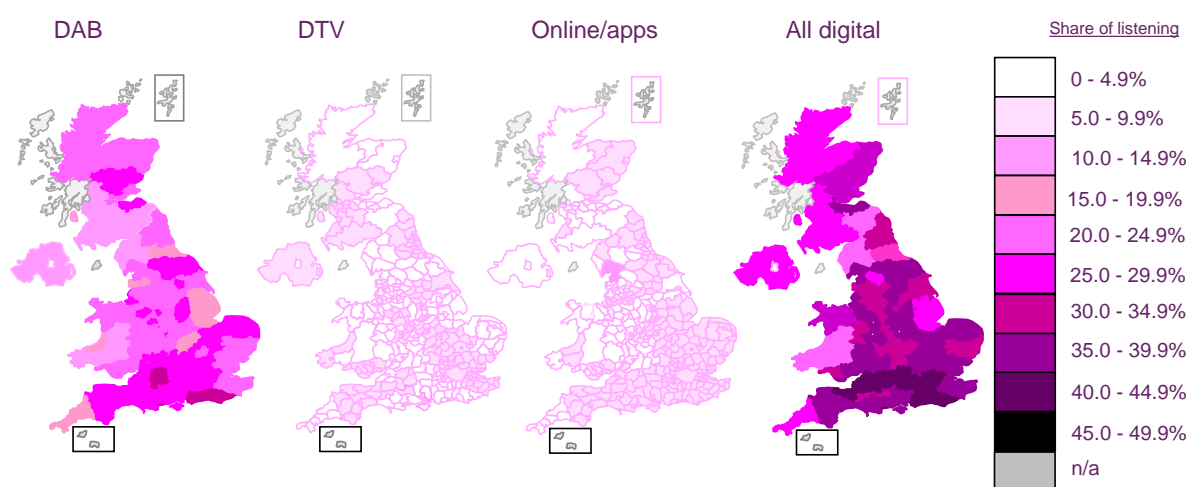 DAB
DTV
Online/apps
All digital
Share of listening
0 - 4.9%
5.0 - 9.9%
10.0 - 14.9%
15.0 - 19.9%
20.0 - 24.9%
25.0 - 29.9%
30.0 - 34.9%
35.0 - 39.9%
40.0 - 44.9%
45.0 - 49.9%
n/a